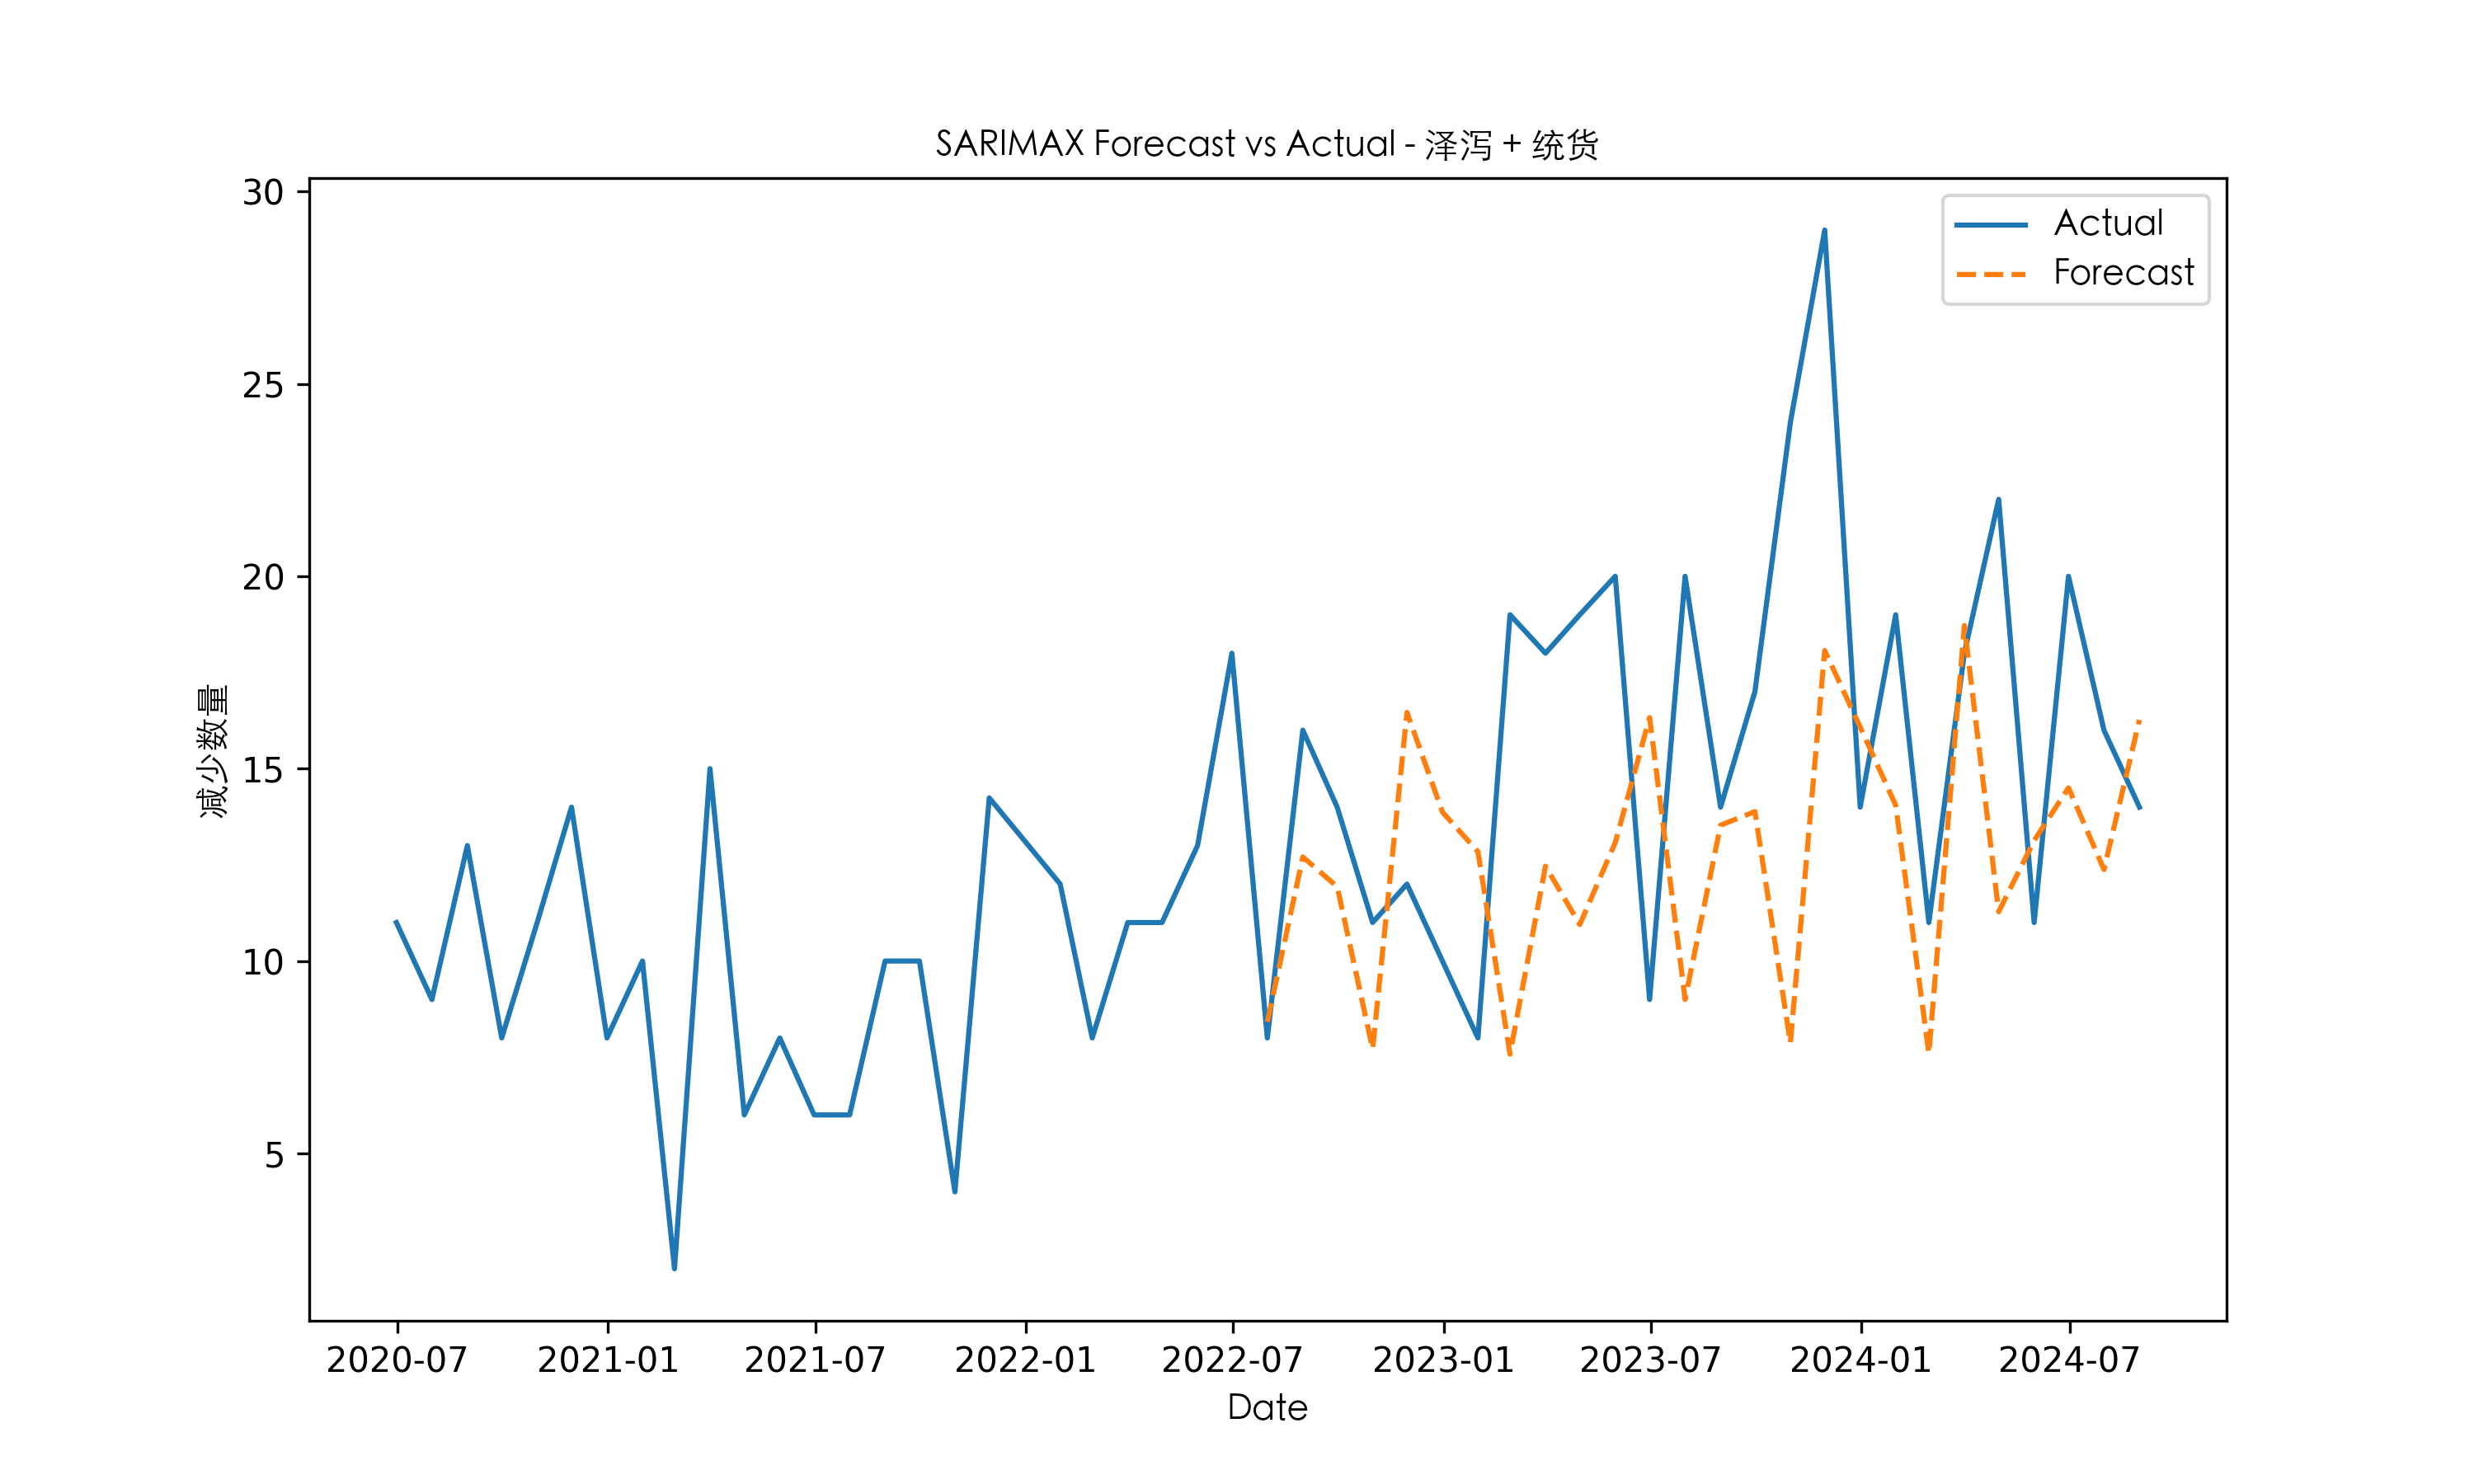 SARIMAX Forecast vs Actual - 泽泻 + 统货
Actual
Forecast
减少数量
30
25
20
15
10
5
2020-07 2021-01 2021-07 2022-01 2022-07 2023-01 2023-07 2024-01 2024-07
Date